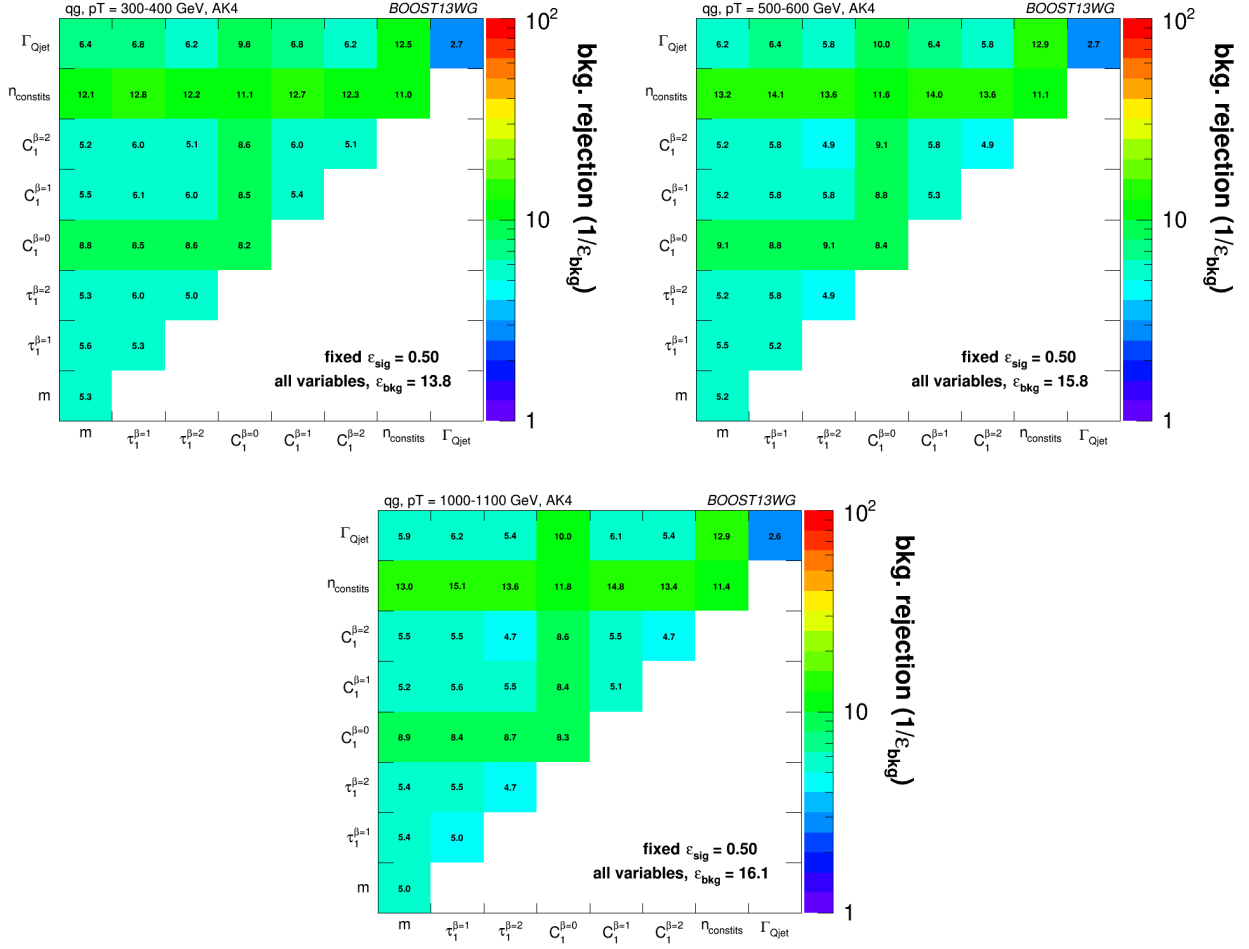 qg, pT = 300-400 GeV, AK4 BOOST13WG
Γ_Qjet 6.4 6.8 6.2 9.8 6.8 6.2 12.5 2.7
n_constits 12.1 12.8 12.2 11.1 12.7 12.3 11.0
C_1^β=2 5.2 6.0 5.1 8.6 6.0 5.1
C_1^β=1 5.5 6.1 6.0 8.5 5.4
C_1^β=0 8.8 8.5 8.6 8.2
τ_1^β=2 5.3 6.0 5.0
τ_1^β=1 5.6 5.3
m 5.3
fixed ε_sig = 0.50
all variables, ε_bkg = 13.8
m τ_1^β=1 τ_1^β=2 C_1^β=0 C_1^β=1 C_1^β=2 n_constits Γ_Qjet
10^2
10
1
bkg. rejection (1/ε_bkg)
qg, pT = 500-600 GeV, AK4 BOOST13WG
Γ_Qjet 6.2 6.4 5.8 10.0 6.4 5.8 12.9 2.7
n_constits 13.2 14.1 13.6 11.6 14.0 13.6 11.1
C_1^β=2 5.2 5.8 4.9 9.1 5.8 4.9
C_1^β=1 5.2 5.8 5.8 8.8 5.3
C_1^β=0 9.1 8.8 9.1 8.4
τ_1^β=2 5.2 5.8 4.9
τ_1^β=1 5.5 5.2
m 5.2
fixed ε_sig = 0.50
all variables, ε_bkg = 15.8
m τ_1^β=1 τ_1^β=2 C_1^β=0 C_1^β=1 C_1^β=2 n_constits Γ_Qjet
10^2
10
1
bkg. rejection (1/ε_bkg)
qg, pT = 1000-1100 GeV, AK4 BOOST13WG
Γ_Qjet 5.9 6.2 5.4 10.0 6.1 5.4 12.9 2.6
n_constits 13.0 15.1 13.6 11.8 14.8 13.4 11.4
C_1^β=2 5.5 5.5 4.7 8.6 5.5 4.7
C_1^β=1 5.2 5.6 5.5 8.4 5.1
C_1^β=0 8.9 8.4 8.7 8.3
τ_1^β=2 5.4 5.5 4.7
τ_1^β=1 5.4 5.0
m 5.0
fixed ε_sig = 0.50
all variables, ε_bkg = 16.1
m τ_1^β=1 τ_1^β=2 C_1^β=0 C_1^β=1 C_1^β=2 n_constits Γ_Qjet
10^2
10
1
bkg. rejection (1/ε_bkg)